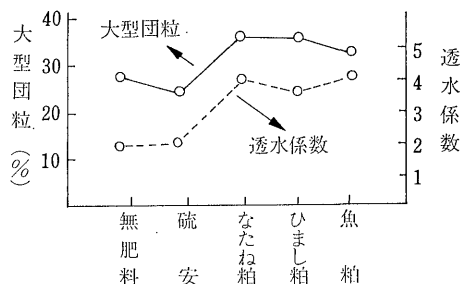 大型団粒(%)
40
30
20
10
大型団粒
透水係数
5
4
3
2
1
透水係数
無肥料
硫安
なたね粕
ひまし粕
魚粕